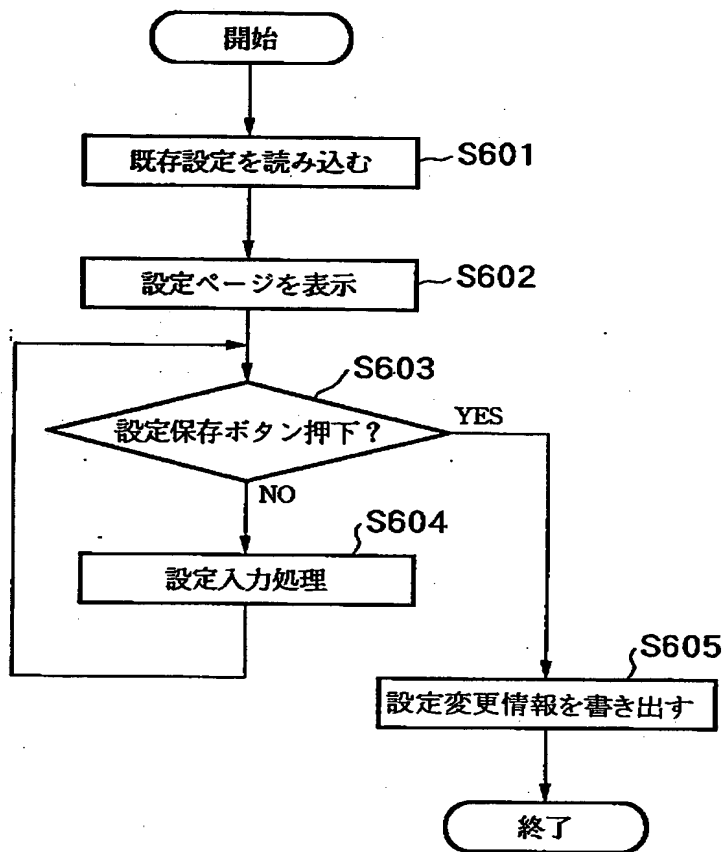 開始
既存設定を読み込む
S601
設定ページを表示
S602
S603
設定保存ボタン押下？
YES
NO
S604
設定入力処理
S605
設定変更情報を書き出す
終了